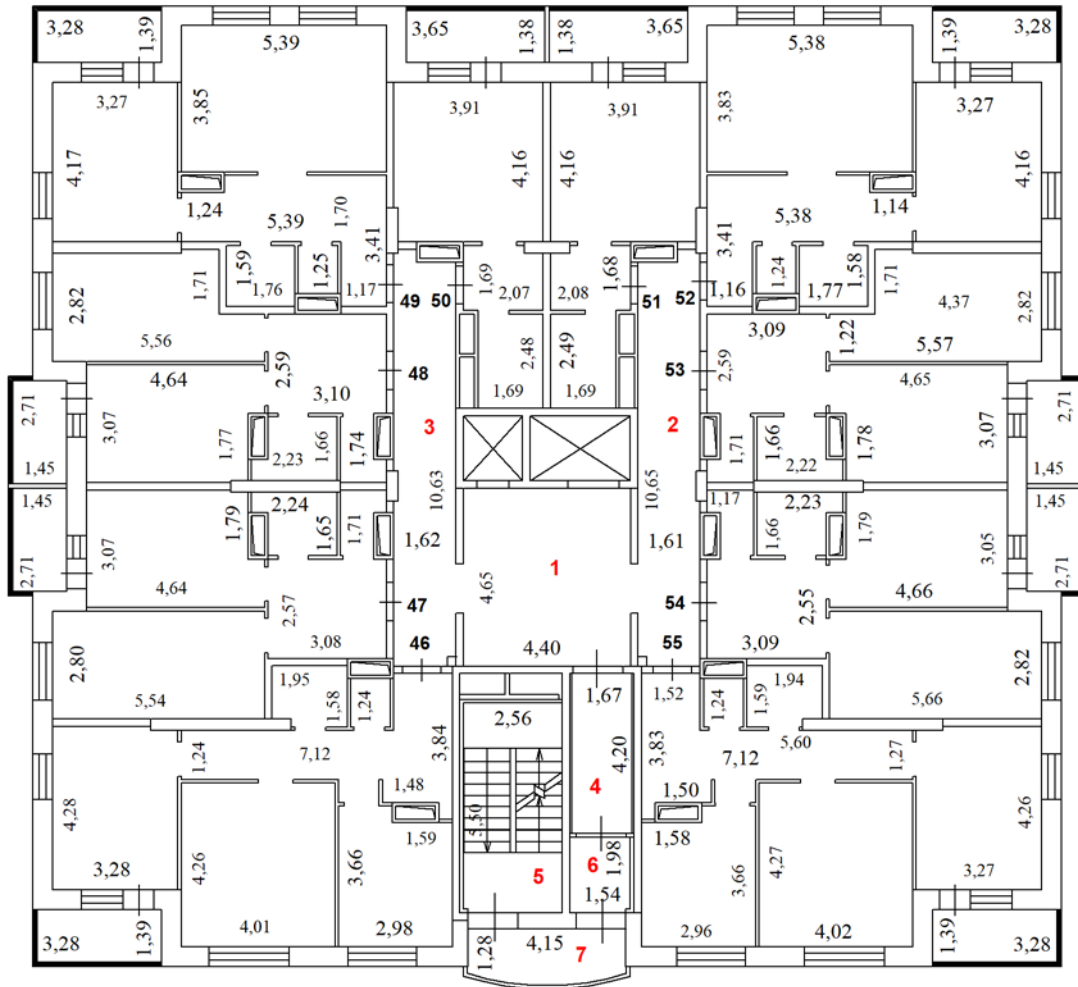 3,28 1,39 3,65 1,38 1,38 3,65 1,39 3,28
5,39 5,38
3,27 3,85 3,91 3,91 3,83 3,27
4,17 4,16 4,16 4,16
1,24 5,39 1,70 3,41 5,38 1,14
3,41
1,59 1,25 1,69 1,68 1,24 1,58
1,71 1,76 1,17 49 50 2,07 2,08 51 52 1,16 1,77 1,71 4,37
2,82 2,82
5,56 3,09 1,22 5,57
2,59 48 2,48 2,49 53 2,59
4,64 3,10 1,69 1,69 4,65
2,71 3,07 1,77 1,66 1,74 3 2 1,71 1,66 1,78 3,07 2,71
1,45 2,23 2,22 1,45
10,63 10,65
1,45 2,24 1,17 2,23 1,45
3,07 1,79 1,65 1,71 1,62 1,61 1,66 1,79 3,05
2,71 4,65 1 2,71
4,64 4,66
2,57 47 54 2,55
3,08 46 4,40 55 3,09
2,80 2,82
5,54 1,95 1,58 1,24 1,67 1,52 1,24 1,59 1,94 5,66
2,56
1,24 7,12 3,84 4,20 3,83 7,12 5,60 1,27
1,48 4 1,50
4,28 1,59 5,50 1,58 4,26
3,28 4,26 3,66 5 6 1,98 3,66 4,27 3,27
1,54
3,28 1,39 4,01 2,98 1,28 4,15 7 2,96 4,02 1,39 3,28